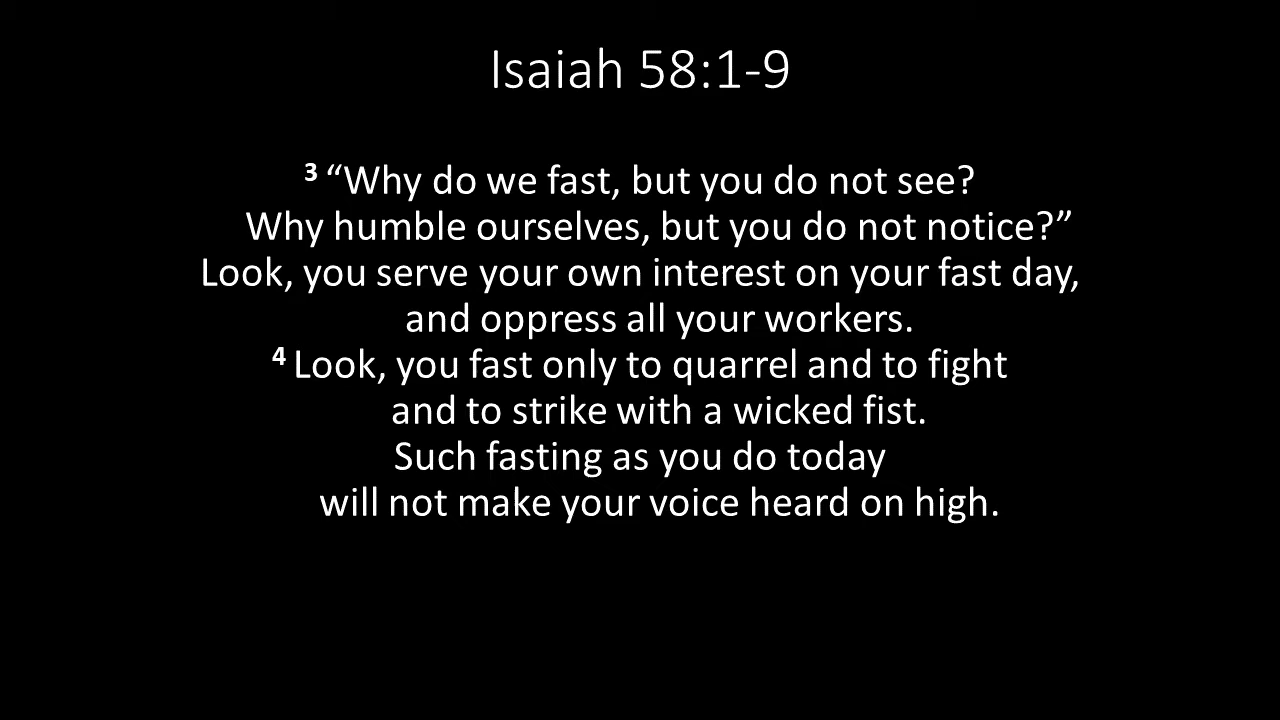 Isaiah 58:1-9
3 “Why do we fast, but you do not see?
Why humble ourselves, but you do not notice?”
Look, you serve your own interest on your fast day,
and oppress all your workers.
4 Look, you fast only to quarrel and to fight
and to strike with a wicked fist.
Such fasting as you do today
will not make your voice heard on high.